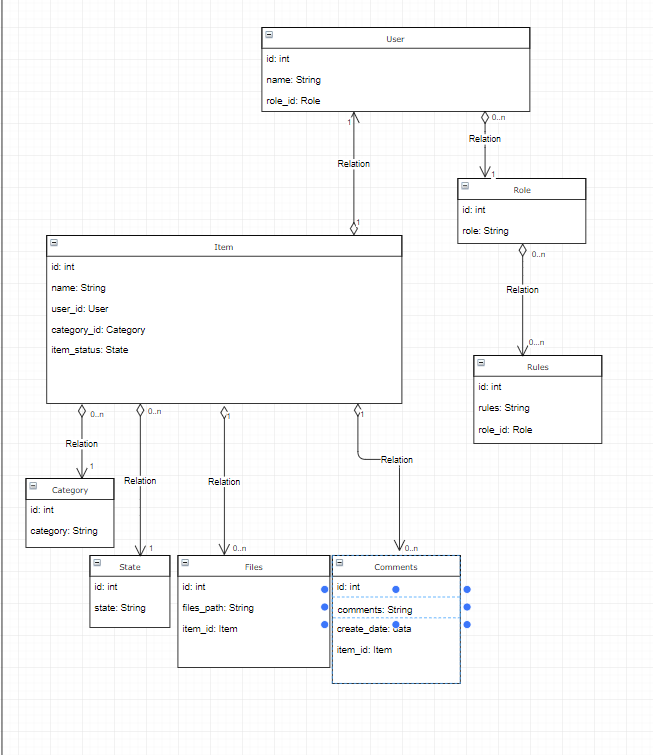 User
id: int
name: String
role_id: Role
1
0..n
Relation
Relation
1
1
Role
id: int
role: String
0..n
Relation
0...n
Item
id: int
name: String
user_id: User
category_id: Category
item_status: State
Rules
id: int
rules: String
role_id: Role
0..n
0..n
1
1
Relation
Relation
Relation
Relation
1
1
0..n
0..n
Category
id: int
category: String
State
id: int
state: String
Files
id: int
files_path: String
item_id: Item
Comments
id: int
comments: String
create_date: data
item_id: Item